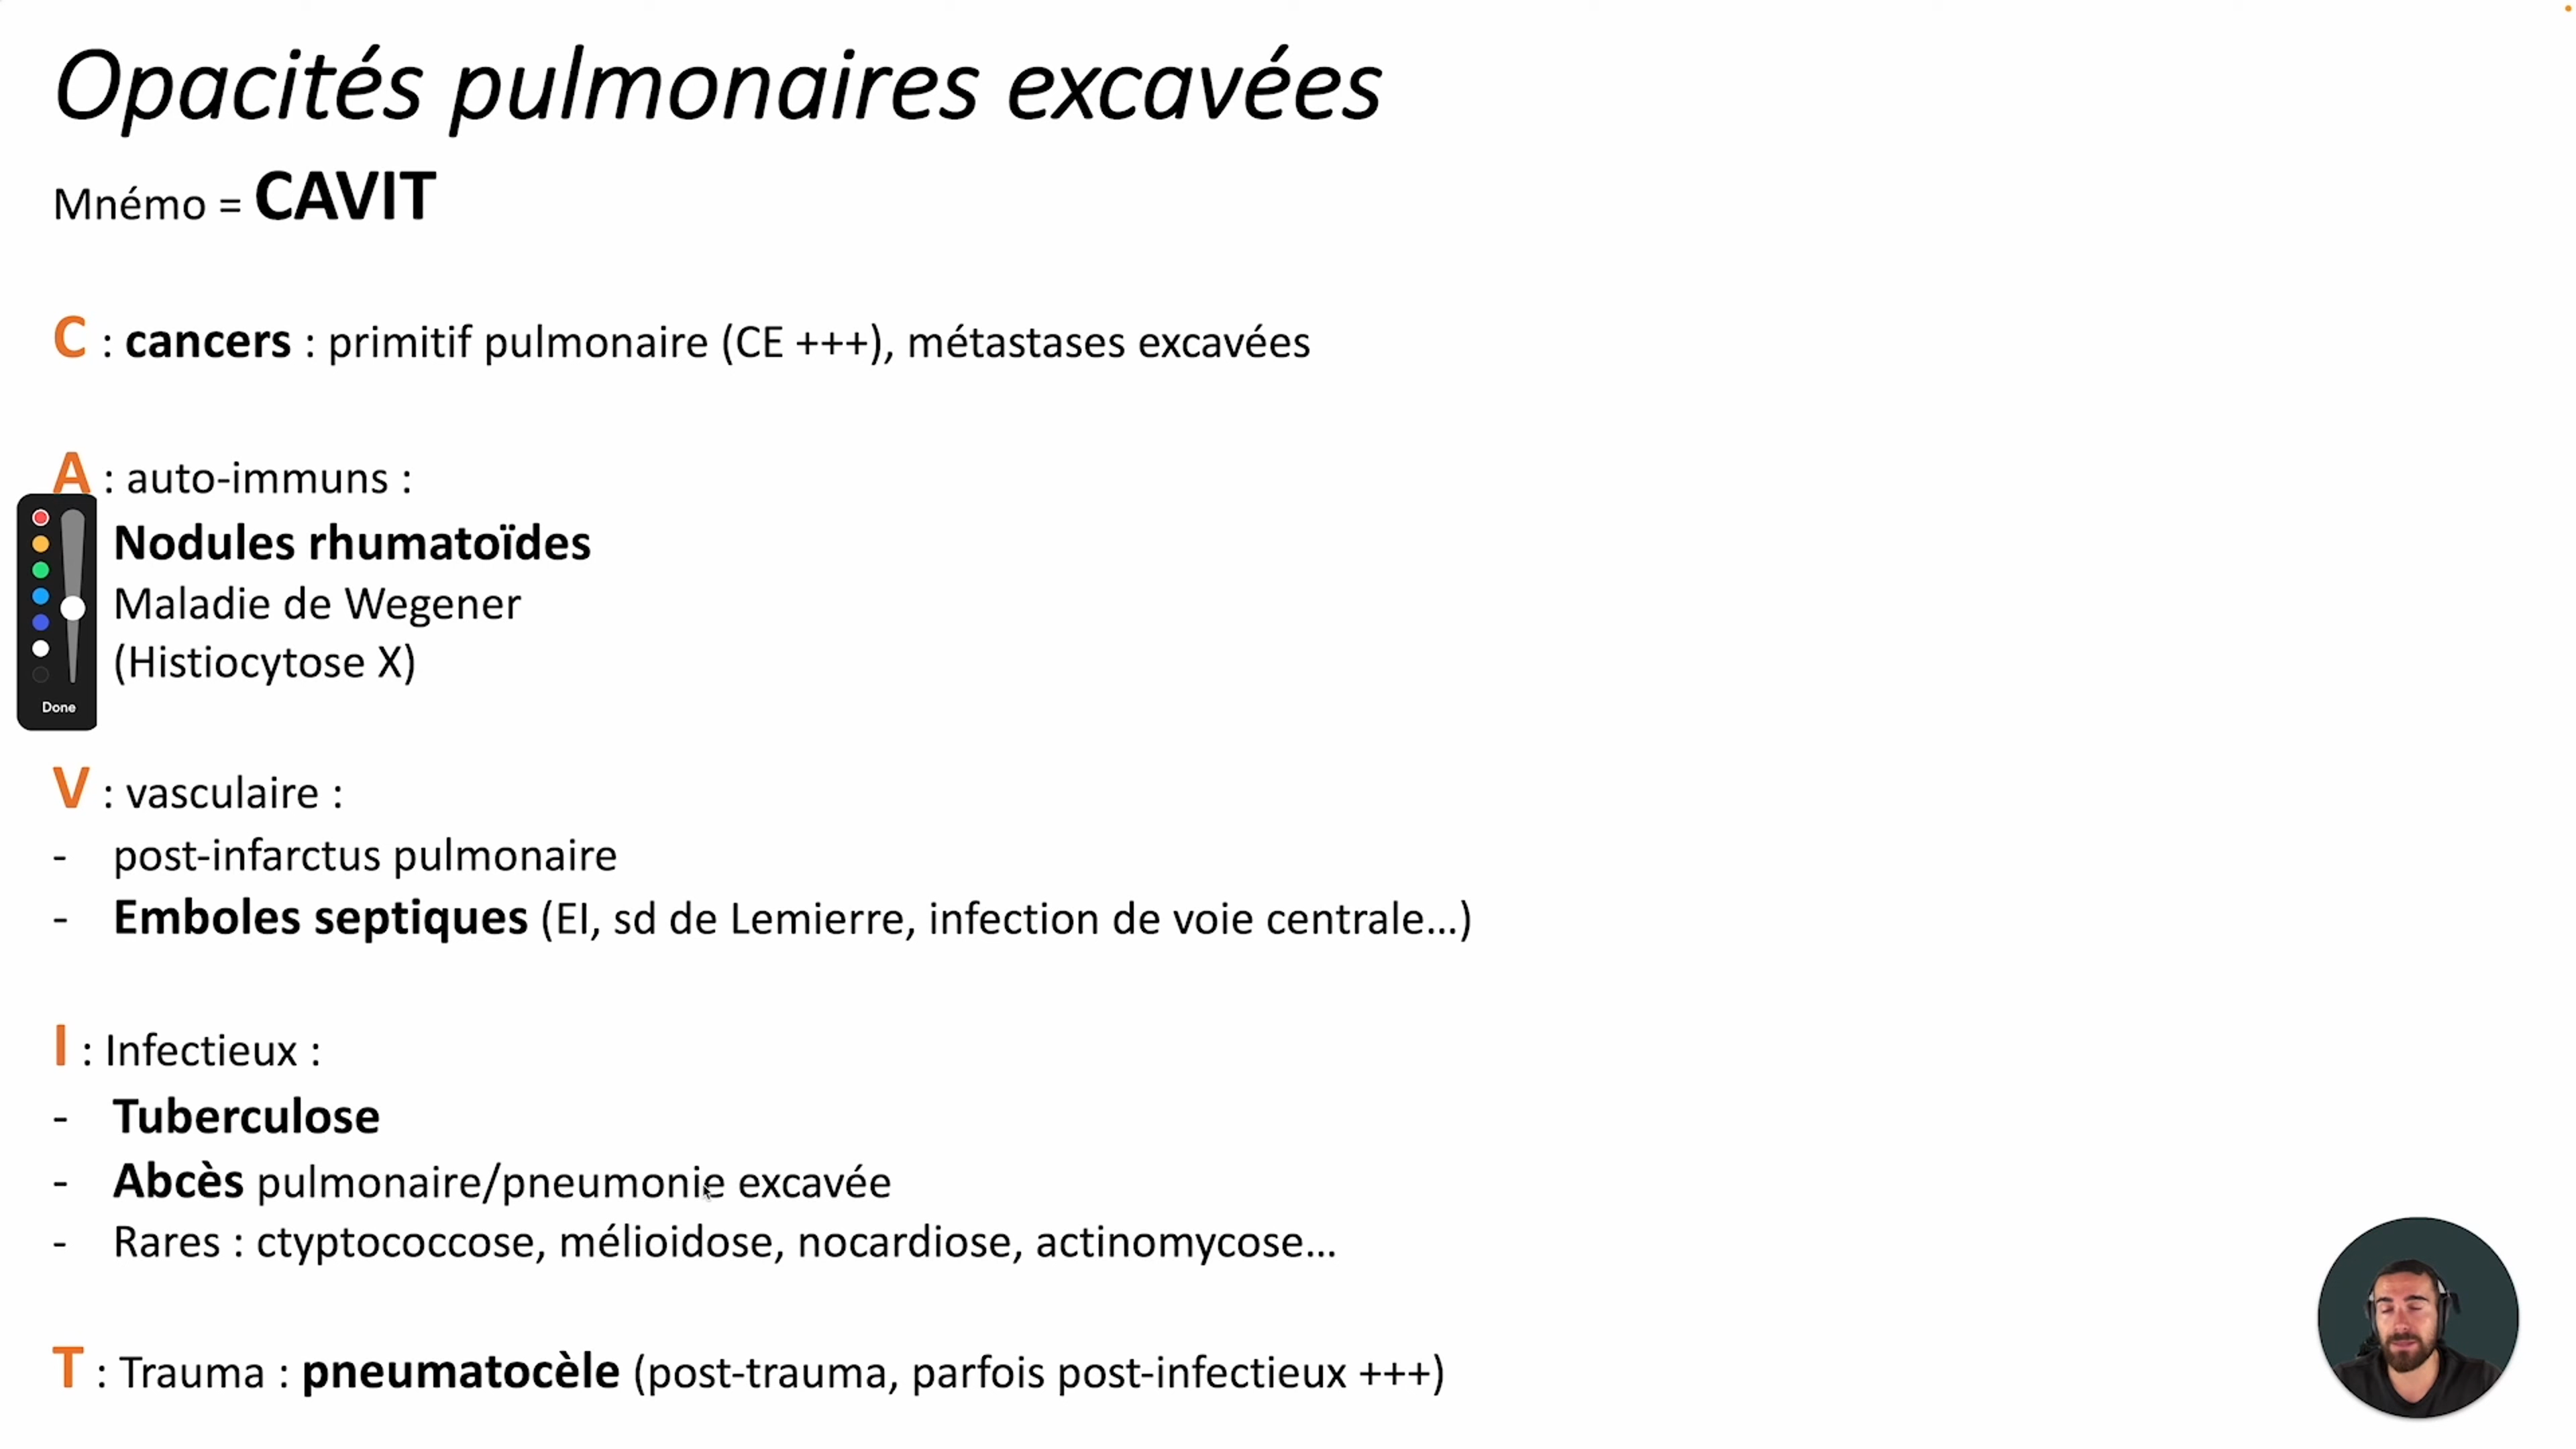 Opacités pulmonaires excavées
Mnémo = CAVIT
C : cancers : primitif pulmonaire (CE +++), métastases excavées
A : auto-immuns :
Nodules rhumatoïdes
Maladie de Wegener
(Histiocytose X)
Done
V : vasculaire :
- post-infarctus pulmonaire
- Emboles septiques (EI, sd de Lemierre, infection de voie centrale...)
I : Infectieux :
- Tuberculose
- Abcès pulmonaire/pneumonie excavée
- Rares : ctyptococcose, mélioidose, nocardiose, actinomycose...
T : Trauma : pneumatocèle (post-trauma, parfois post-infectieux +++)